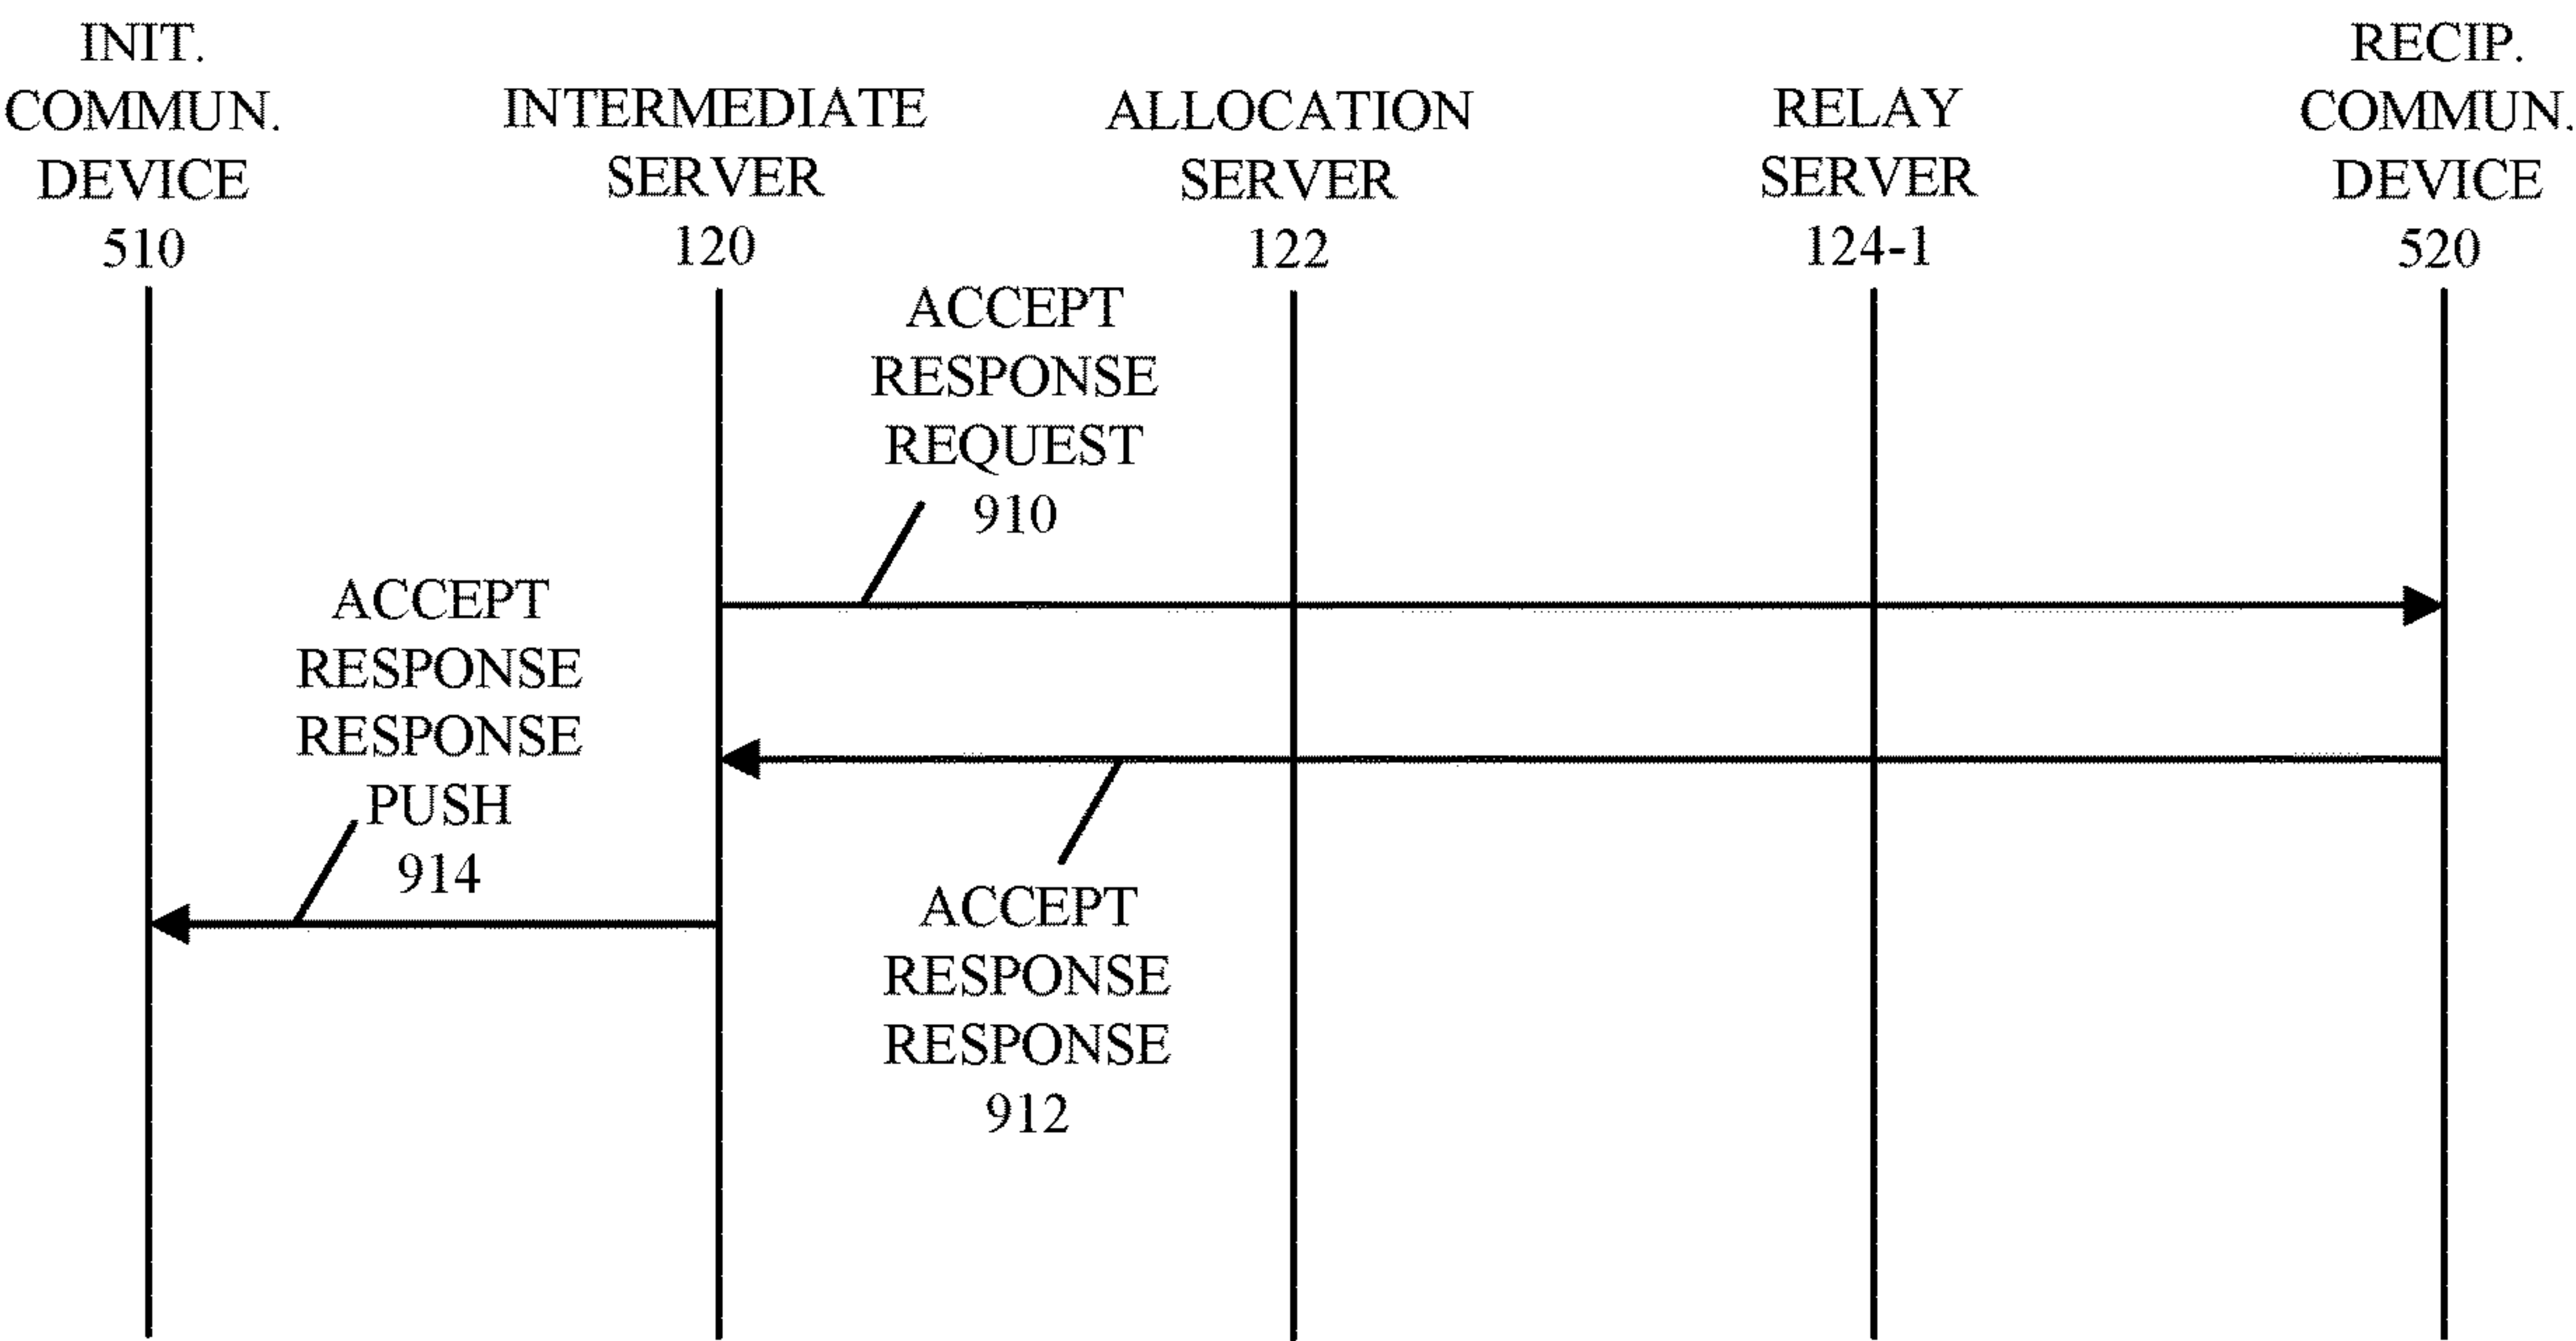 INIT.
COMMUN.
DEVICE
510
INTERMEDIATE
SERVER
120
ALLOCATION
SERVER
122
RELAY
SERVER
124-1
RECIP.
COMMUN.
DEVICE
520
ACCEPT
RESPONSE
REQUEST
910
ACCEPT
RESPONSE
RESPONSE
PUSH
914
ACCEPT
RESPONSE
RESPONSE
912